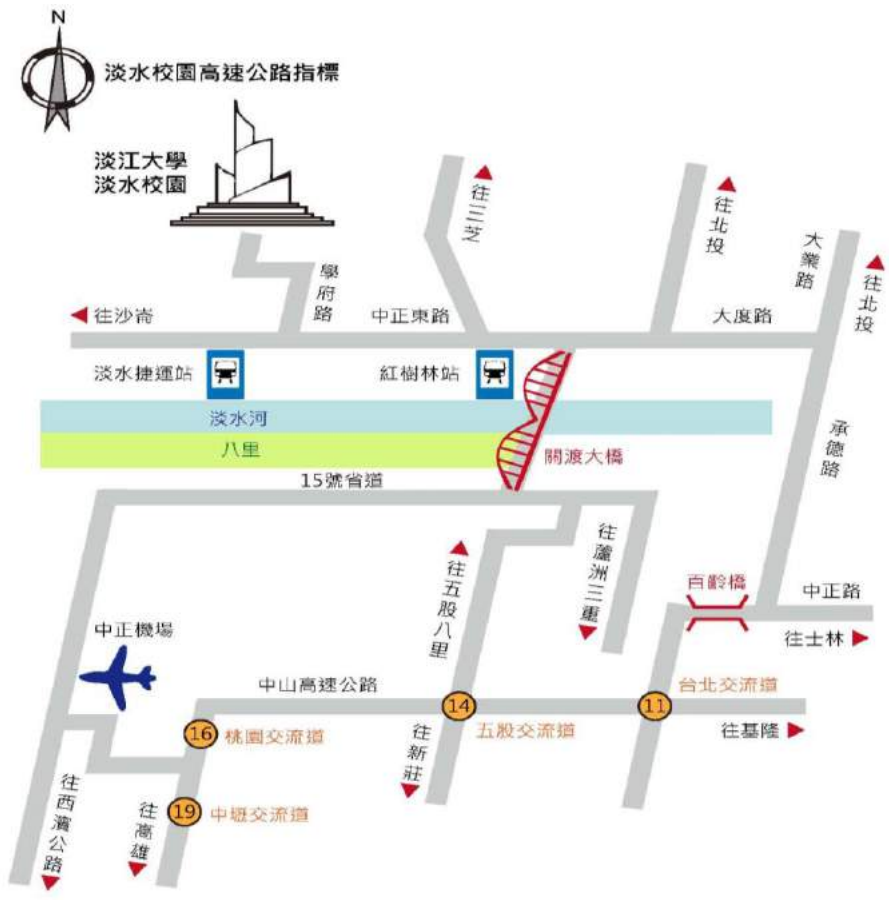 N
淡水校園高速公路指標
淡江大學
淡水校園
往三芝
往北投
大業路
往北投
學府路
往沙崙
中正東路
大度路
淡水捷運站
紅樹林站
淡水河
八里
關渡大橋
承德路
15號省道
往五股八里
往蘆洲三重
百齡橋
中正路
往士林
中正機場
中山高速公路
台北交流道
16
桃園交流道
14
五股交流道
11
往基隆
往新莊
往西濱公路
往高雄
19
中壢交流道